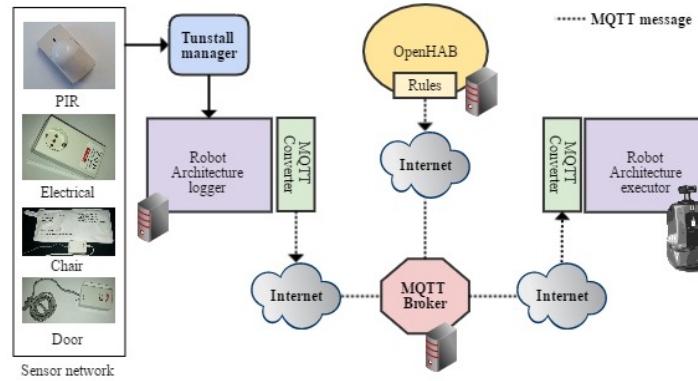 PIR
Electrical
Chair
Door
Sensor network
Tunstall
manager
Robot
Architecture
logger
MQTT
Converter
Internet
OpenHAB
Rules
Internet
MQTT
Broker
Internet
MQTT
Converter
Robot
Architecture
executor
MQTT message